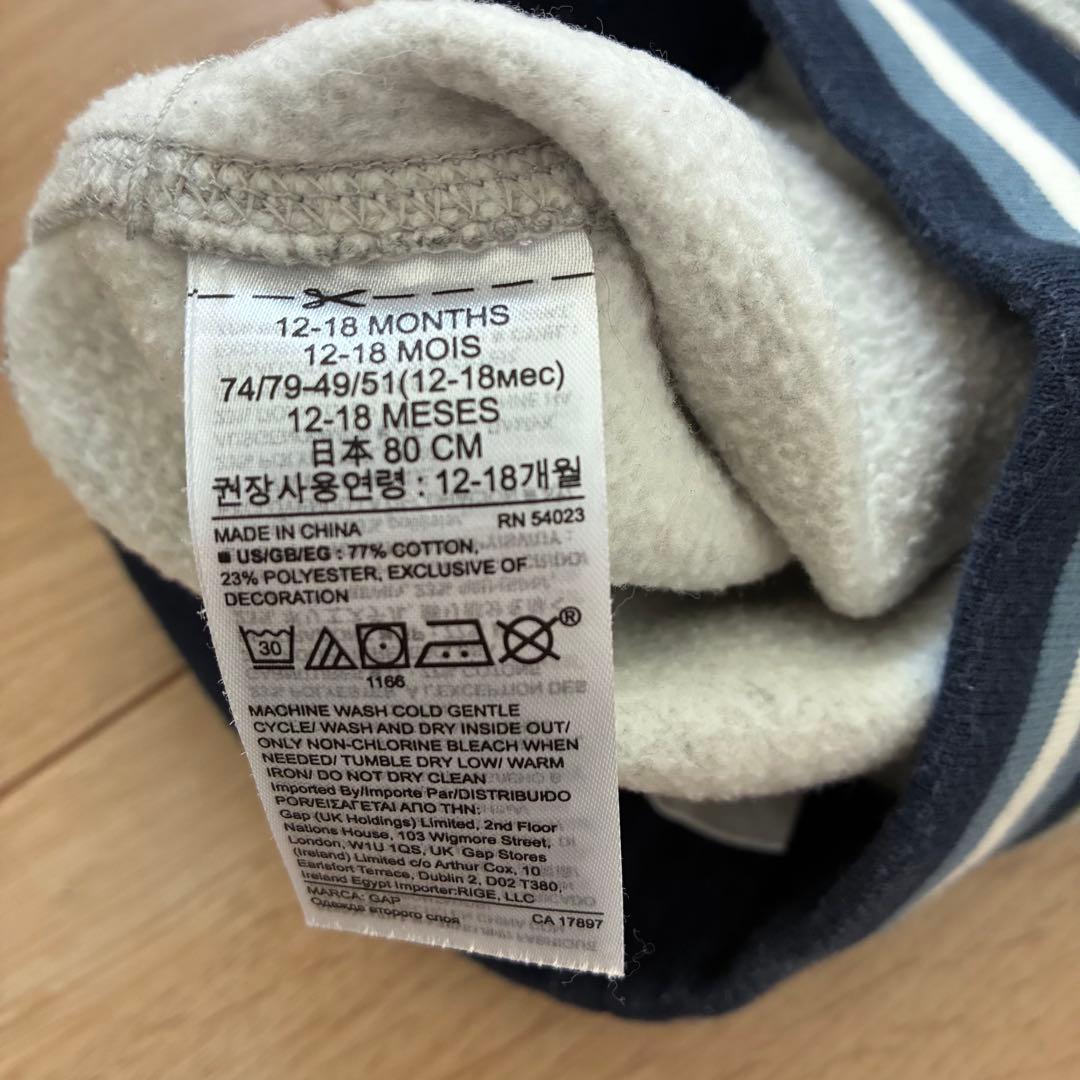 12-18 MONTHS
12-18 MOIS
74/79-49/51(12-18мес)
12-18 MESES
日本 80 CM
권장사용연령 : 12-18개월
MADE IN CHINA RN 54023
■ US/GB/EG : 77% COTTON,
23% POLYESTER, EXCLUSIVE OF
DECORATION
30
®
1166
MACHINE WASH COLD GENTLE
CYCLE/ WASH AND DRY INSIDE OUT/
ONLY NON-CHLORINE BLEACH WHEN
NEEDED/ TUMBLE DRY LOW/ WARM
IRON/ DO NOT DRY CLEAN
Imported By/Importe Par/DISTRIBUIDO
POR/ΕΙΣΑΓΕΤΑΙ ΑΠΟ ΤΗΝ:
Gap (UK Holdings) Limited, 2nd Floor
Nations House, 103 Wigmore Street,
London, W1U 1QS, UK Gap Stores
(Ireland) Limited c/o Arthur Cox, 10
Earlsfort Terrace, Dublin 2, D02 T380,
Ireland Egypt Importer:RIGE, LLC
MARCA: GAP
Одежда второго слоя CA 17897